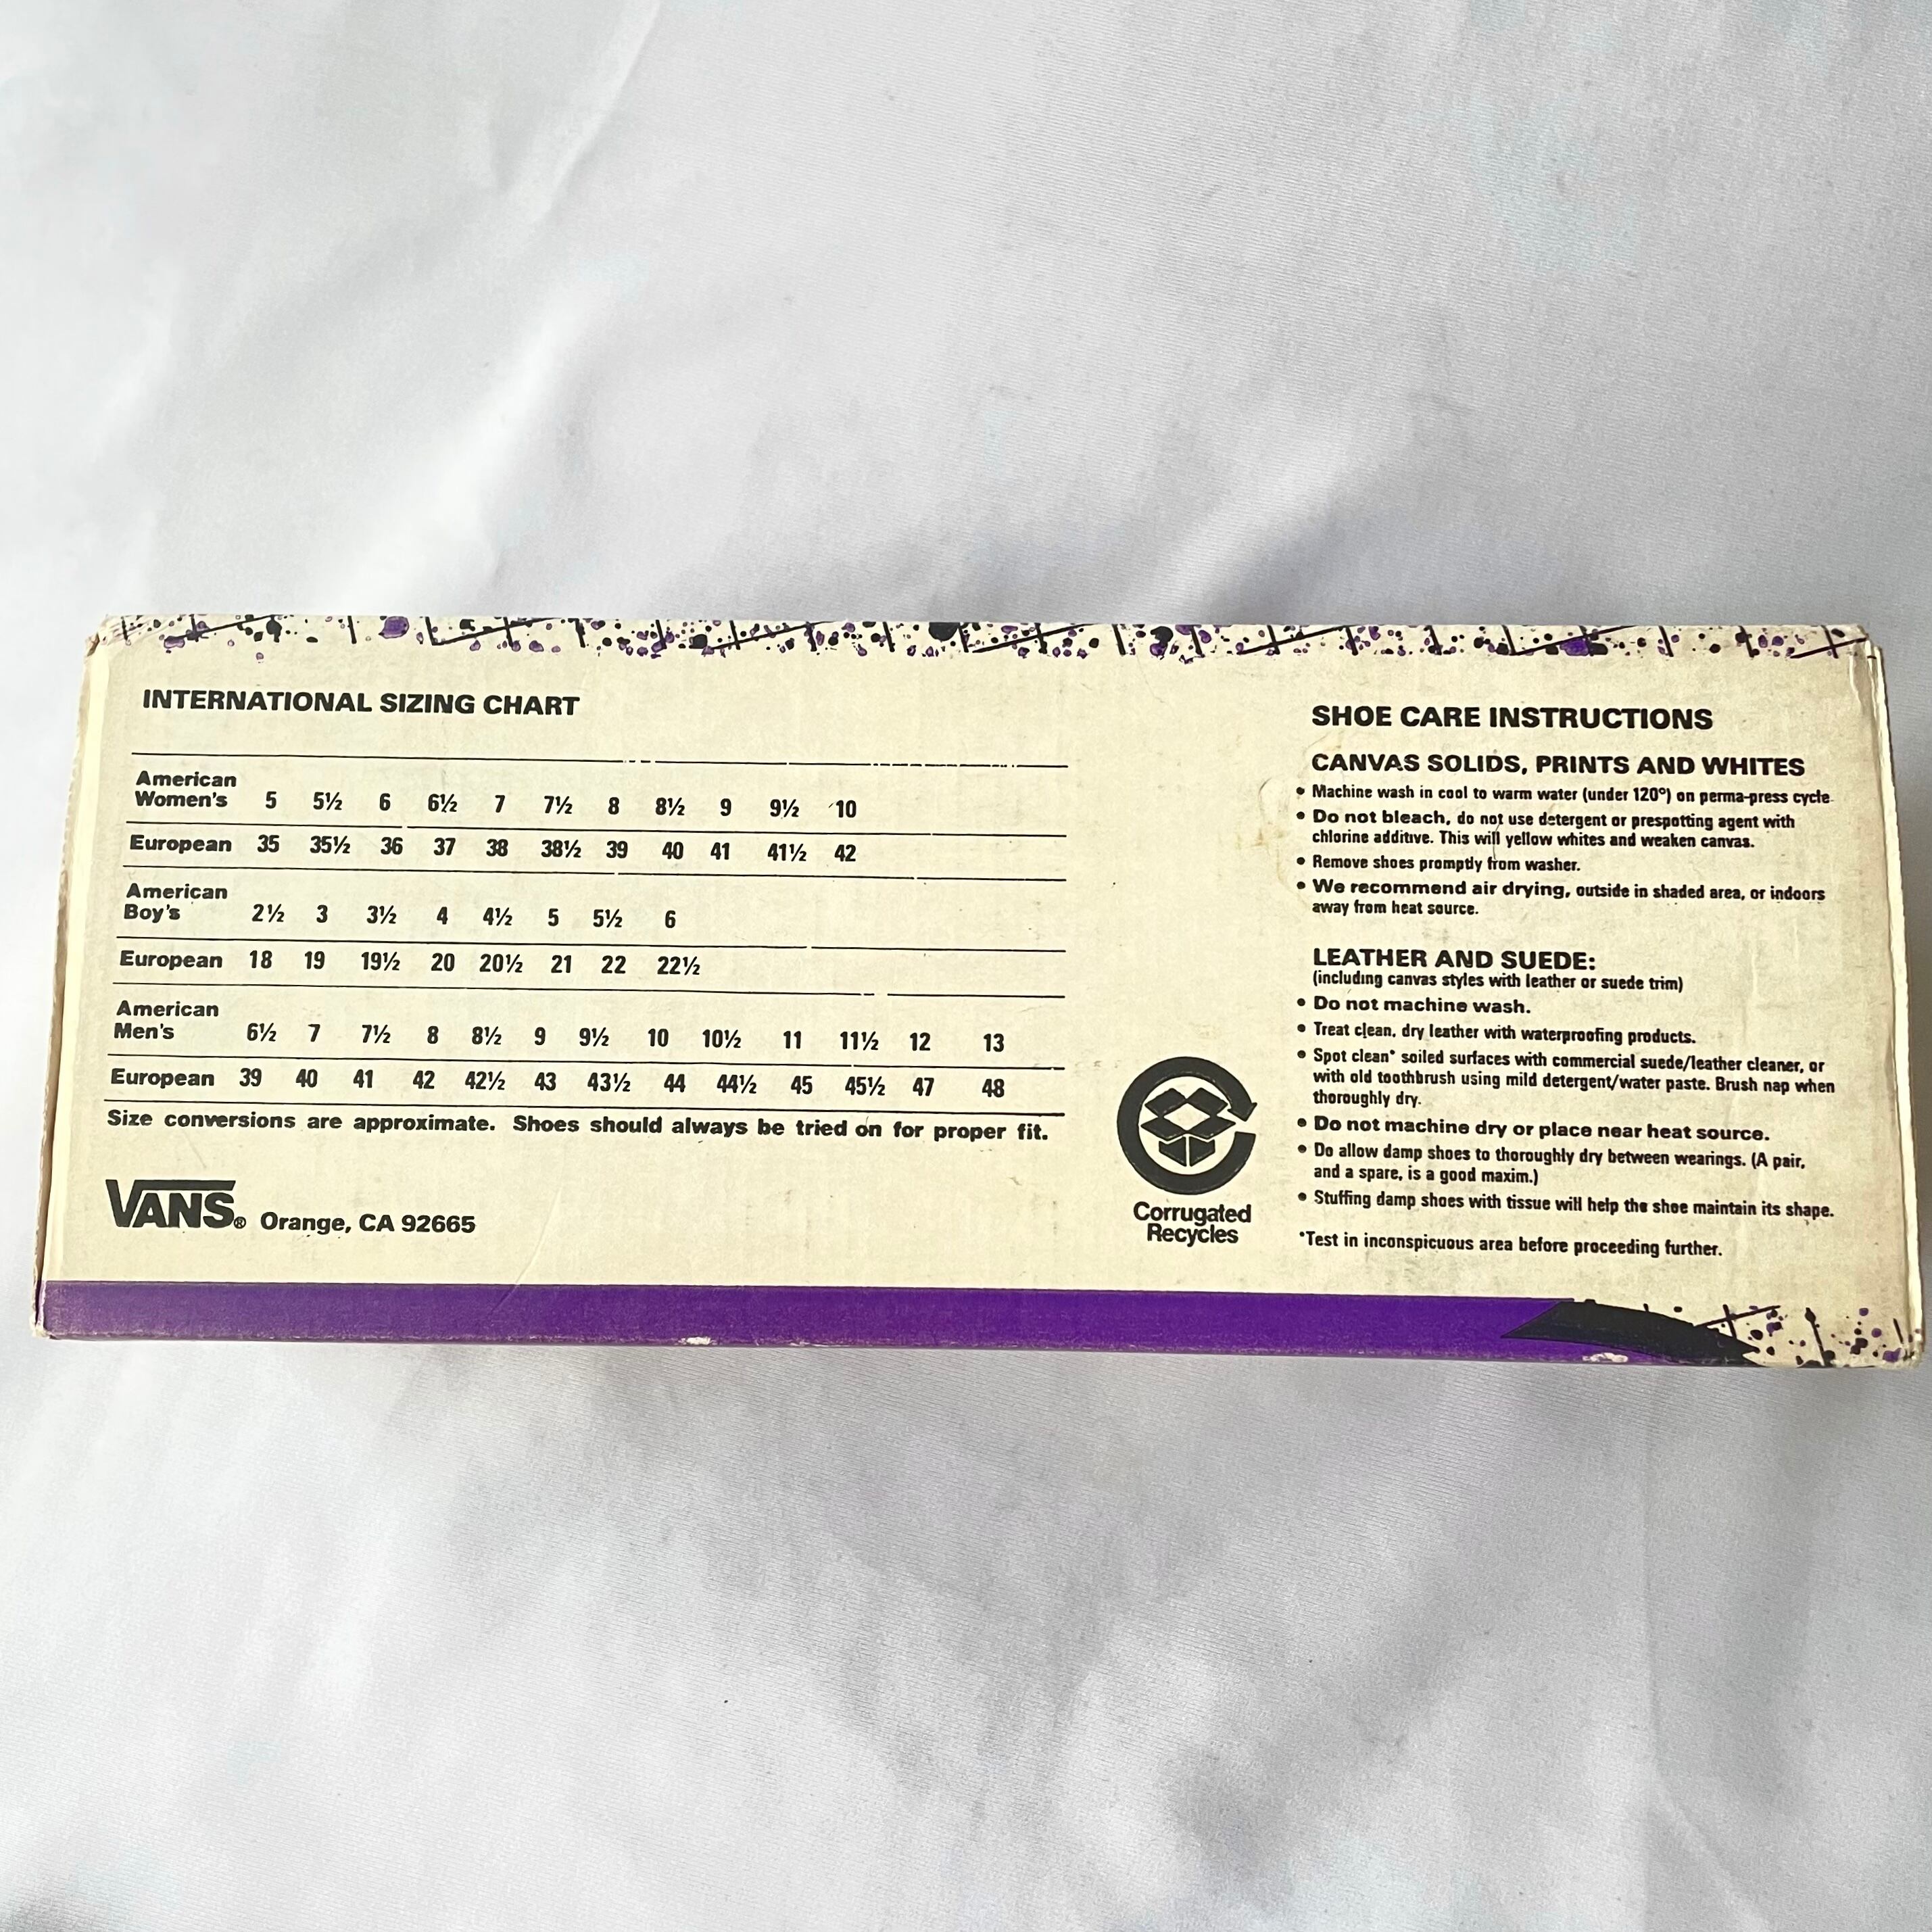 INTERNATIONAL SIZING CHART
American
Women's 5 5½ 6 6½ 7 7½ 8 8½ 9 9½ 10
European 35 35½ 36 37 38 38½ 39 40 41 41½ 42
American
Boy's 2½ 3 3½ 4 4½ 5 5½ 6
European 18 19 19½ 20 20½ 21 22 22½
American
Men's 6½ 7 7½ 8 8½ 9 9½ 10 10½ 11 11½ 12 13
European 39 40 41 42 42½ 43 43½ 44 44½ 45 45½ 47 48
Size conversions are approximate. Shoes should always be tried on for proper fit.
VANS® Orange, CA 92665
Corrugated
Recycles
SHOE CARE INSTRUCTIONS
CANVAS SOLIDS, PRINTS AND WHITES
• Machine wash in cool to warm water (under 120°) on perma-press cycle
• Do not bleach, do not use detergent or prespotting agent with
chlorine additive. This will yellow whites and weaken canvas.
• Remove shoes promptly from washer.
• We recommend air drying, outside in shaded area, or indoors
away from heat source.
LEATHER AND SUEDE:
(including canvas styles with leather or suede trim)
• Do not machine wash.
• Treat clean, dry leather with waterproofing products.
• Spot clean* soiled surfaces with commercial suede/leather cleaner, or
with old toothbrush using mild detergent/water paste. Brush nap when
thoroughly dry.
• Do not machine dry or place near heat source.
• Do allow damp shoes to thoroughly dry between wearings. (A pair,
and a spare, is a good maxim.)
• Stuffing damp shoes with tissue will help the shoe maintain its shape.
*Test in inconspicuous area before proceeding further.